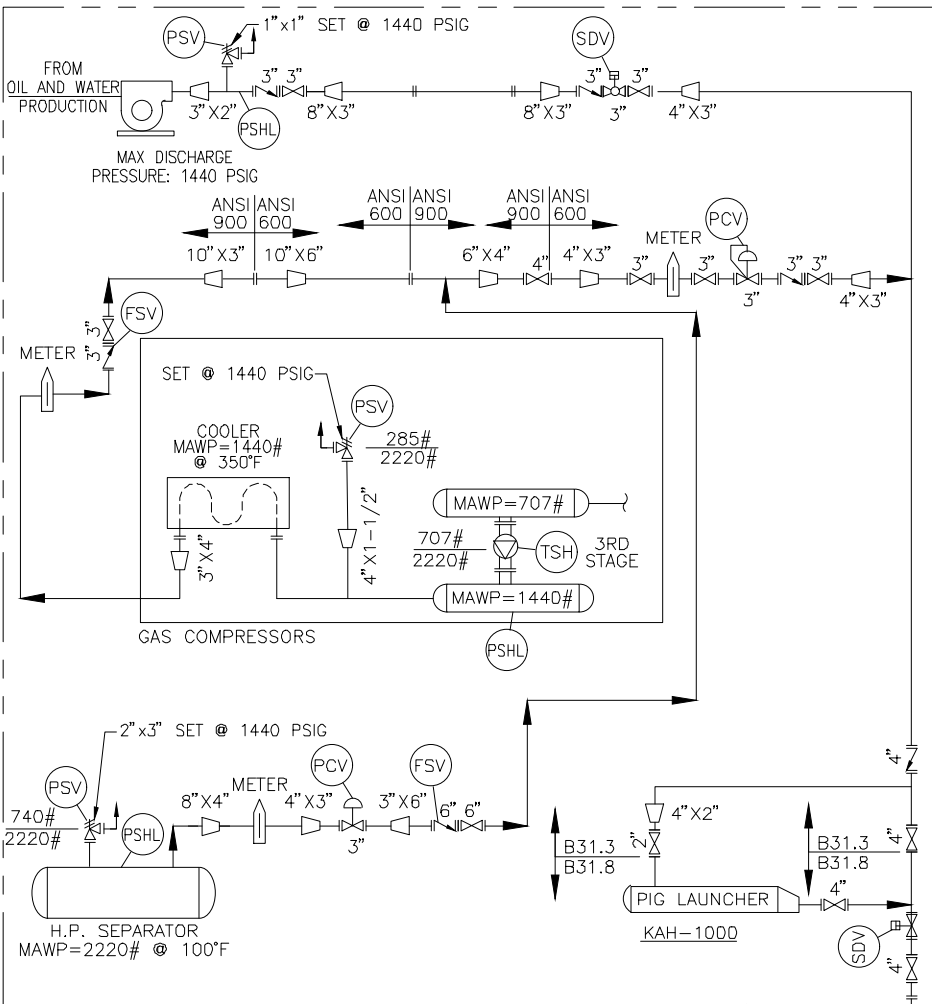 1”x1” SET @ 1440 PSIG
PSV
SDV
FROM
OIL AND WATER
PRODUCTION
3” 3”
3”
3”
3”
3”X2”
PSHL
8”X3”
8”X3”
4”X3”
MAX DISCHARGE
PRESSURE: 1440 PSIG
ANSI ANSI
900 600
ANSI ANSI
600 900
ANSI ANSI
900 600
PCV
METER
10”X3”
10”X6”
6”X4”
4”
4”X3”
3”
3”
3”
3” 3”
4”X3”
FSV
3” 3”
METER
SET @ 1440 PSIG
PSV
285#
2220#
COOLER
MAWP=1440#
@ 350°F
3”X4”
4”X1-1/2”
MAWP=707#
707#
2220#
TSH
3RD
STAGE
MAWP=1440#
PSHL
GAS COMPRESSORS
2”x3” SET @ 1440 PSIG
PSV
740#
2220#
PSHL
8”X4”
METER
4”X3”
PCV
3”
3”X6”
FSV
6” 6”
H.P. SEPARATOR
MAWP=2220# @ 100°F
4”
4”X2”
2”
B31.3
B31.8
B31.3
B31.8
4”
PIG LAUNCHER
4”
KAH-1000
SDV
4”